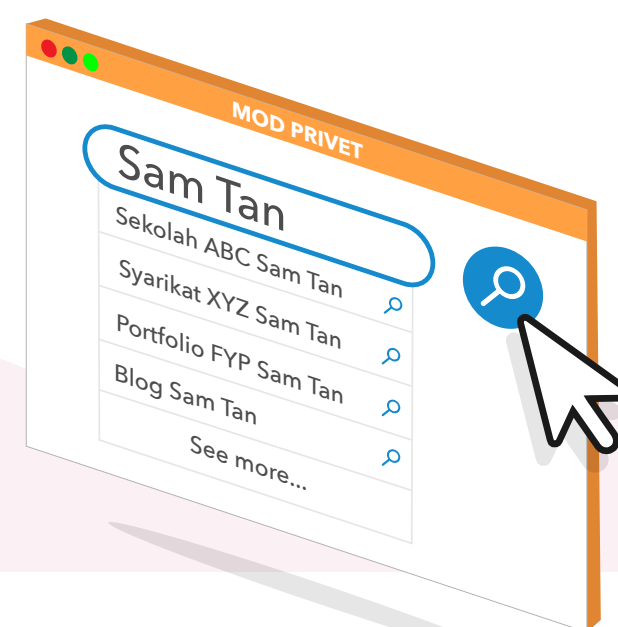 MOD PRIVET
Sam Tan
Sekolah ABC Sam Tan
Syarikat XYZ Sam Tan
Portfolio FYP Sam Tan
Blog Sam Tan
See more...